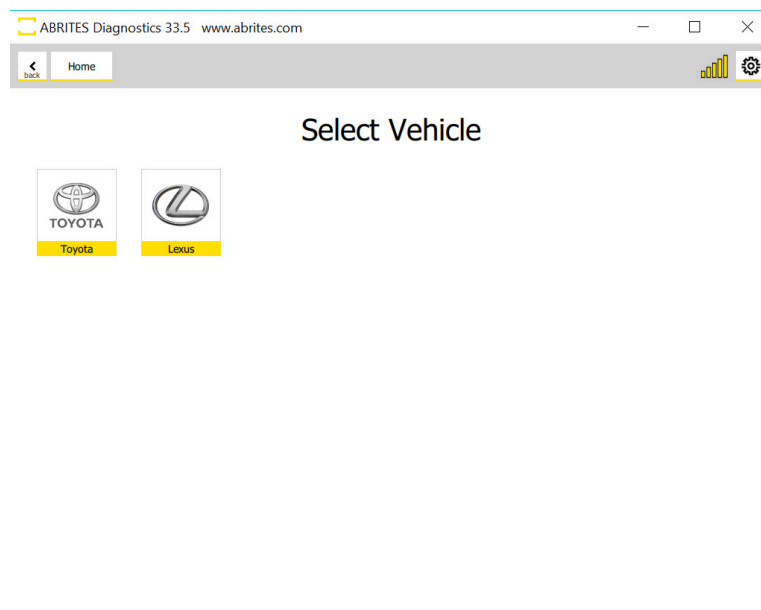 ABRITES Diagnostics 33.5 www.abrites.com
back
Home
Select Vehicle
TOYOTA
Toyota
Lexus